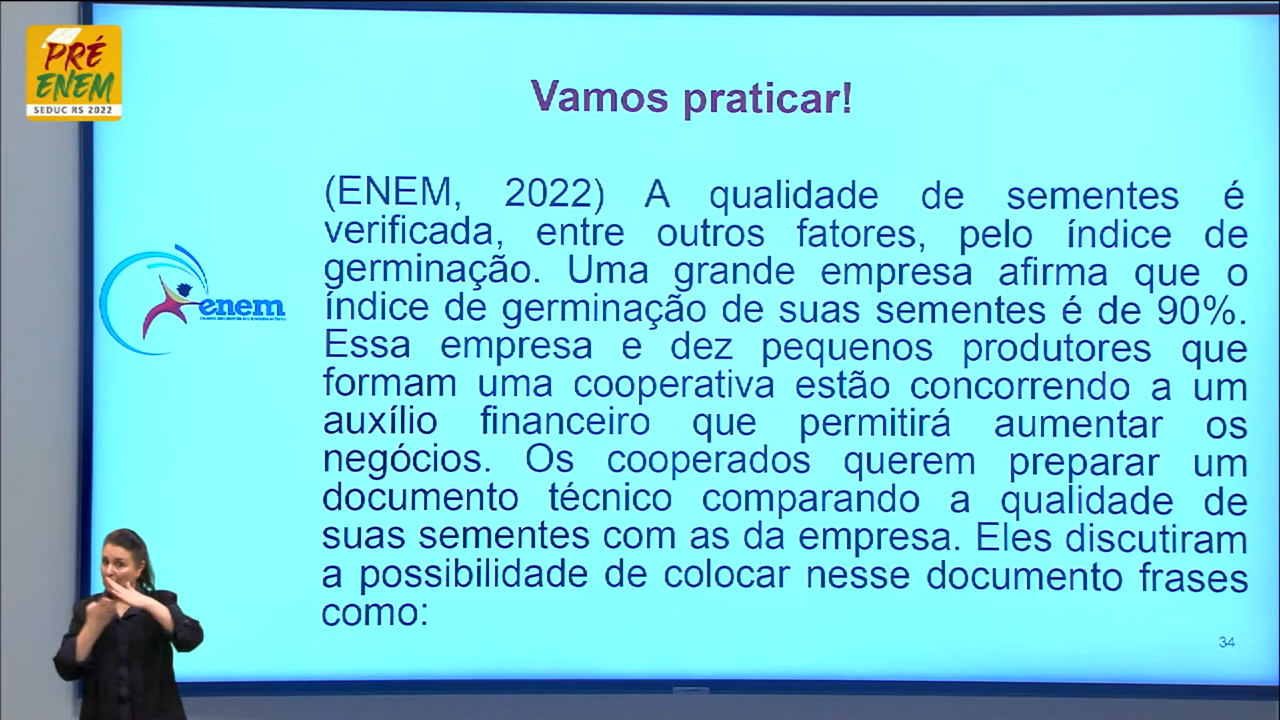 PRÉ
ENEM
SEDUC RS 2022
Vamos praticar!
(ENEM, 2022) A qualidade de sementes é
verificada, entre outros fatores, pelo índice de
germinação. Uma grande empresa afirma que o
índice de germinação de suas sementes é de 90%.
Essa empresa e dez pequenos produtores que
formam uma cooperativa estão concorrendo a um
auxílio financeiro que permitirá aumentar os
negócios. Os cooperados querem preparar um
documento técnico comparando a qualidade de
suas sementes com as da empresa. Eles discutiram
a possibilidade de colocar nesse documento frases
como:
enem
34